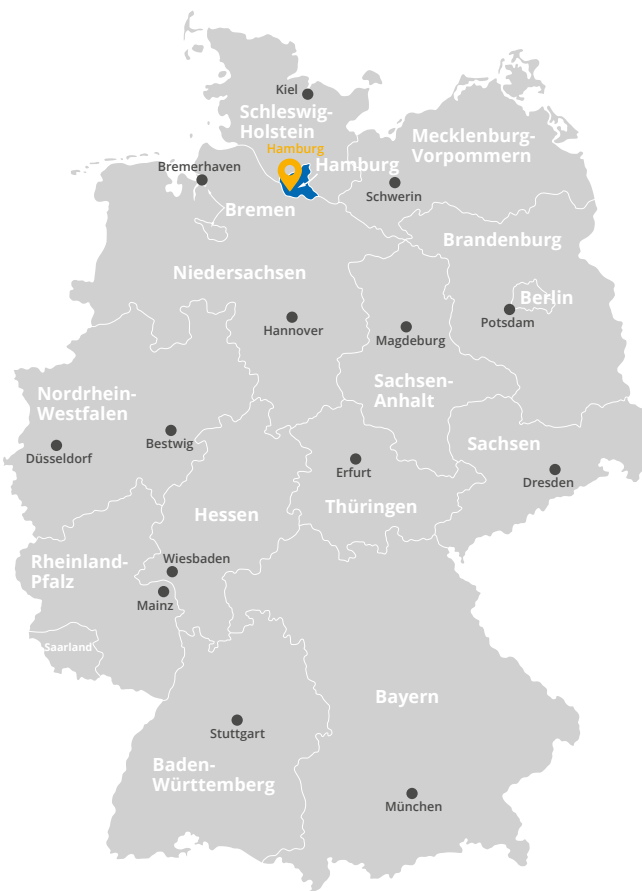 Kiel
Schleswig-
Holstein
Hamburg
Mecklenburg-
Vorpommern
Bremerhaven
Hamburg
Schwerin
Bremen
Brandenburg
Niedersachsen
Berlin
Hannover
Potsdam
Magdeburg
Nordrhein-
Westfalen
Sachsen-
Anhalt
Bestwig
Sachsen
Düsseldorf
Erfurt
Dresden
Hessen
Thüringen
Rheinland-
Pfalz
Wiesbaden
Mainz
Saarland
Bayern
Stuttgart
Baden-
Württemberg
München